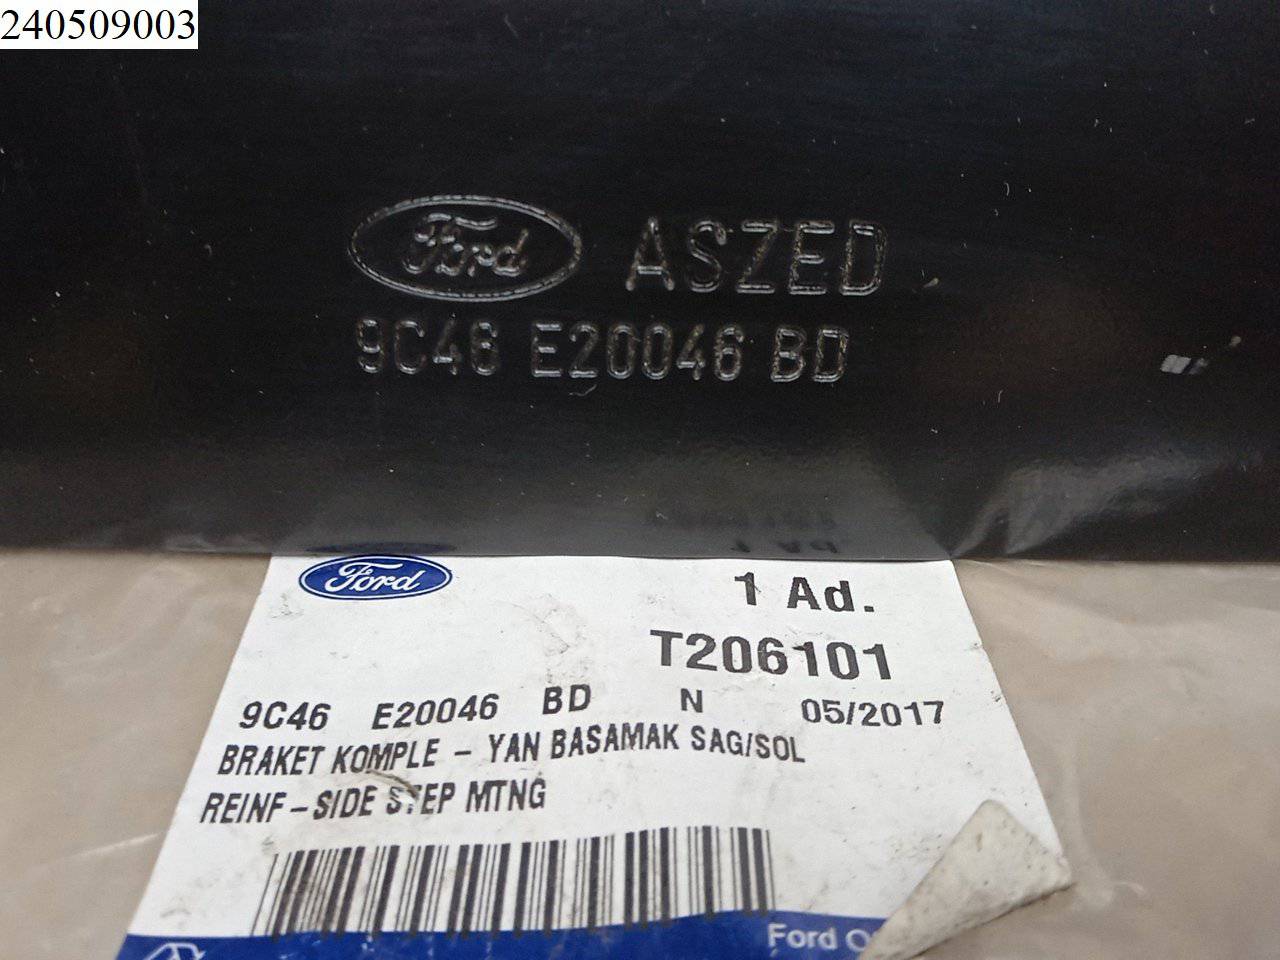 240509003
Ford ASZED
9C46 E20046 BD
Ford
1 Ad.
T206101
9C46 E20046 BD N 05/2017
BRAKET KOMPLE - YAN BASAMAK SAG/SOL
REINF - SIDE STEP MTNG
Ford